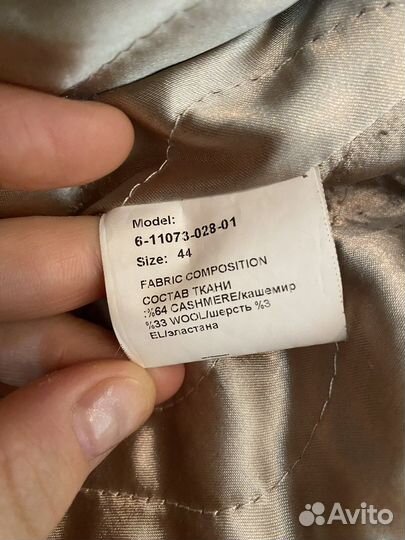 Model:
6-11073-028-01
Size: 44
FABRIC COMPOSITION
СОСТАВ ТКАНИ
:%64 CASHMERE/кашемир
%33 WOOL/шерсть %3
EL/эластана
Avito